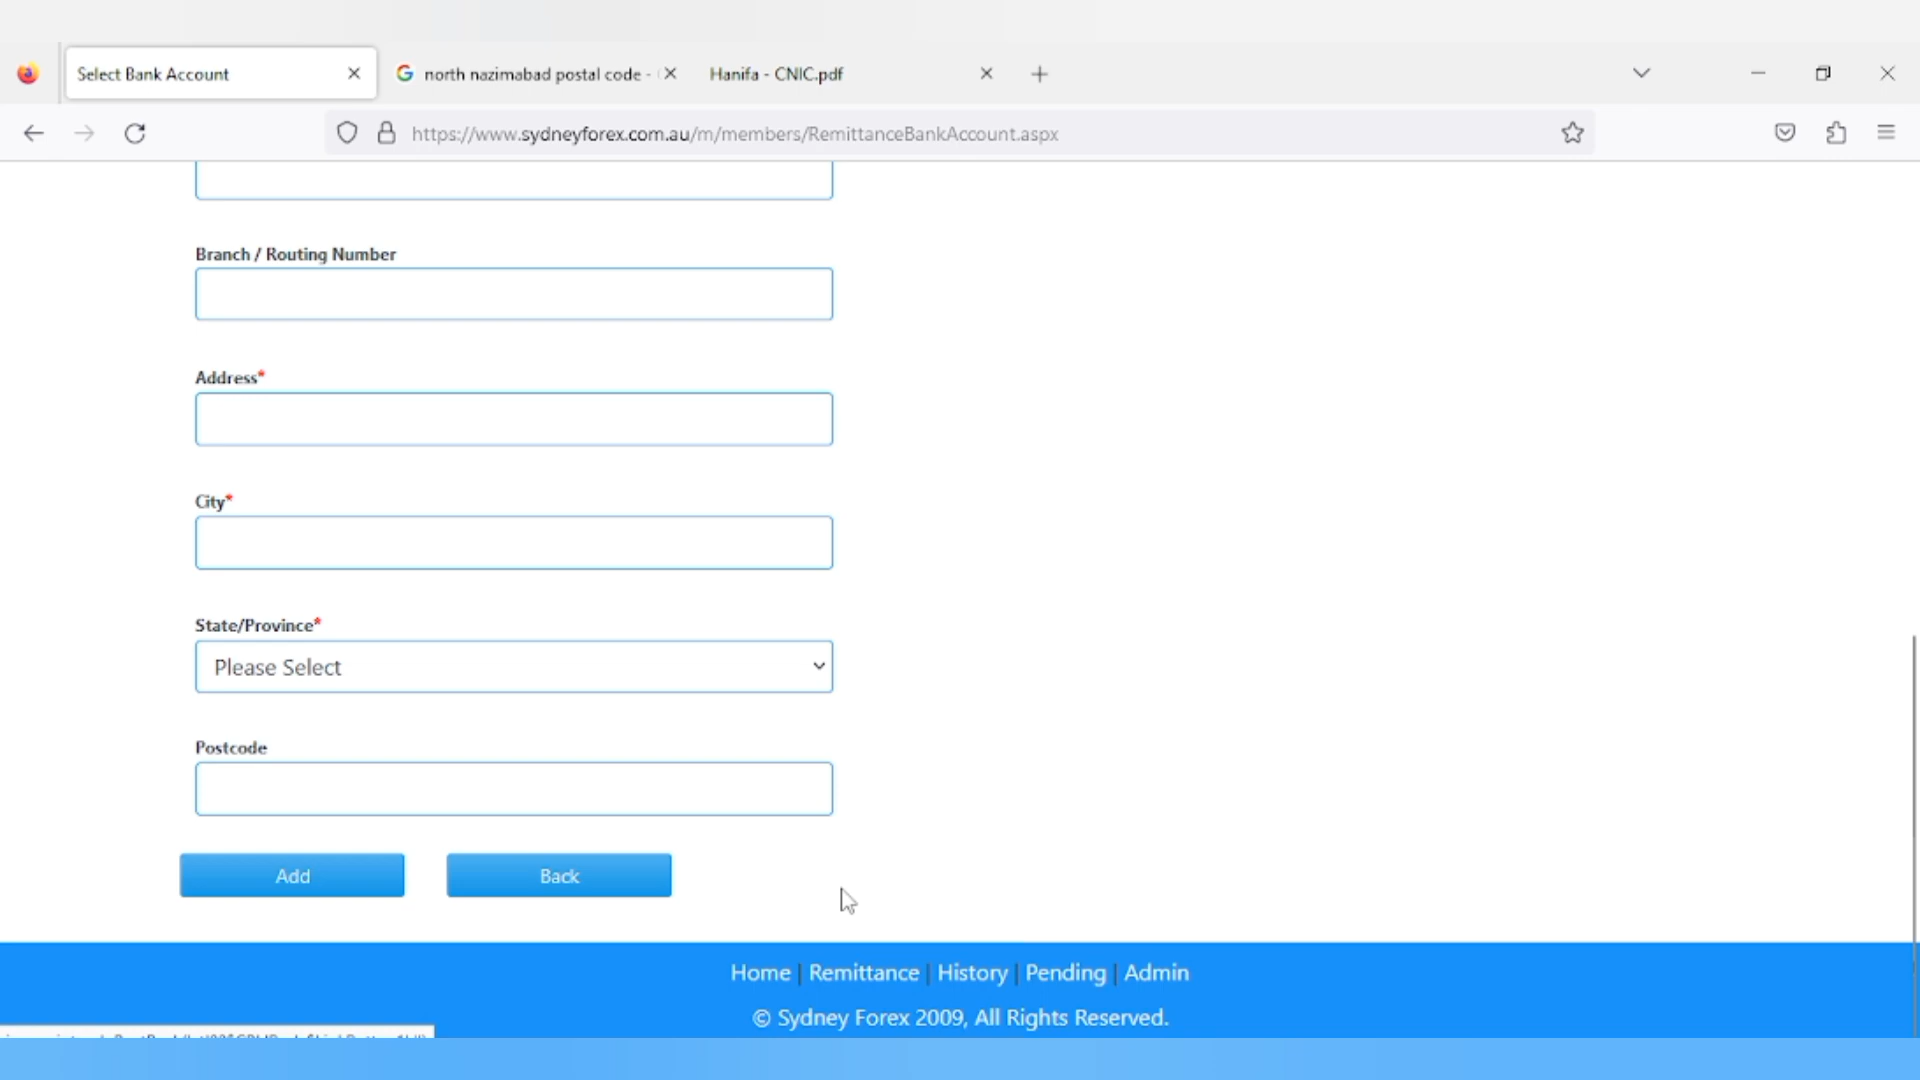 Select Bank Account
north nazimabad postal code -
Hanifa - CNIC.pdf
https://www.sydneyforex.com.au/m/members/RemittanceBankAccount.aspx
Branch / Routing Number
Address*
City*
State/Province*
Please Select
Postcode
Add Back
Home | Remittance | History | Pending | Admin
© Sydney Forex 2009, All Rights Reserved.